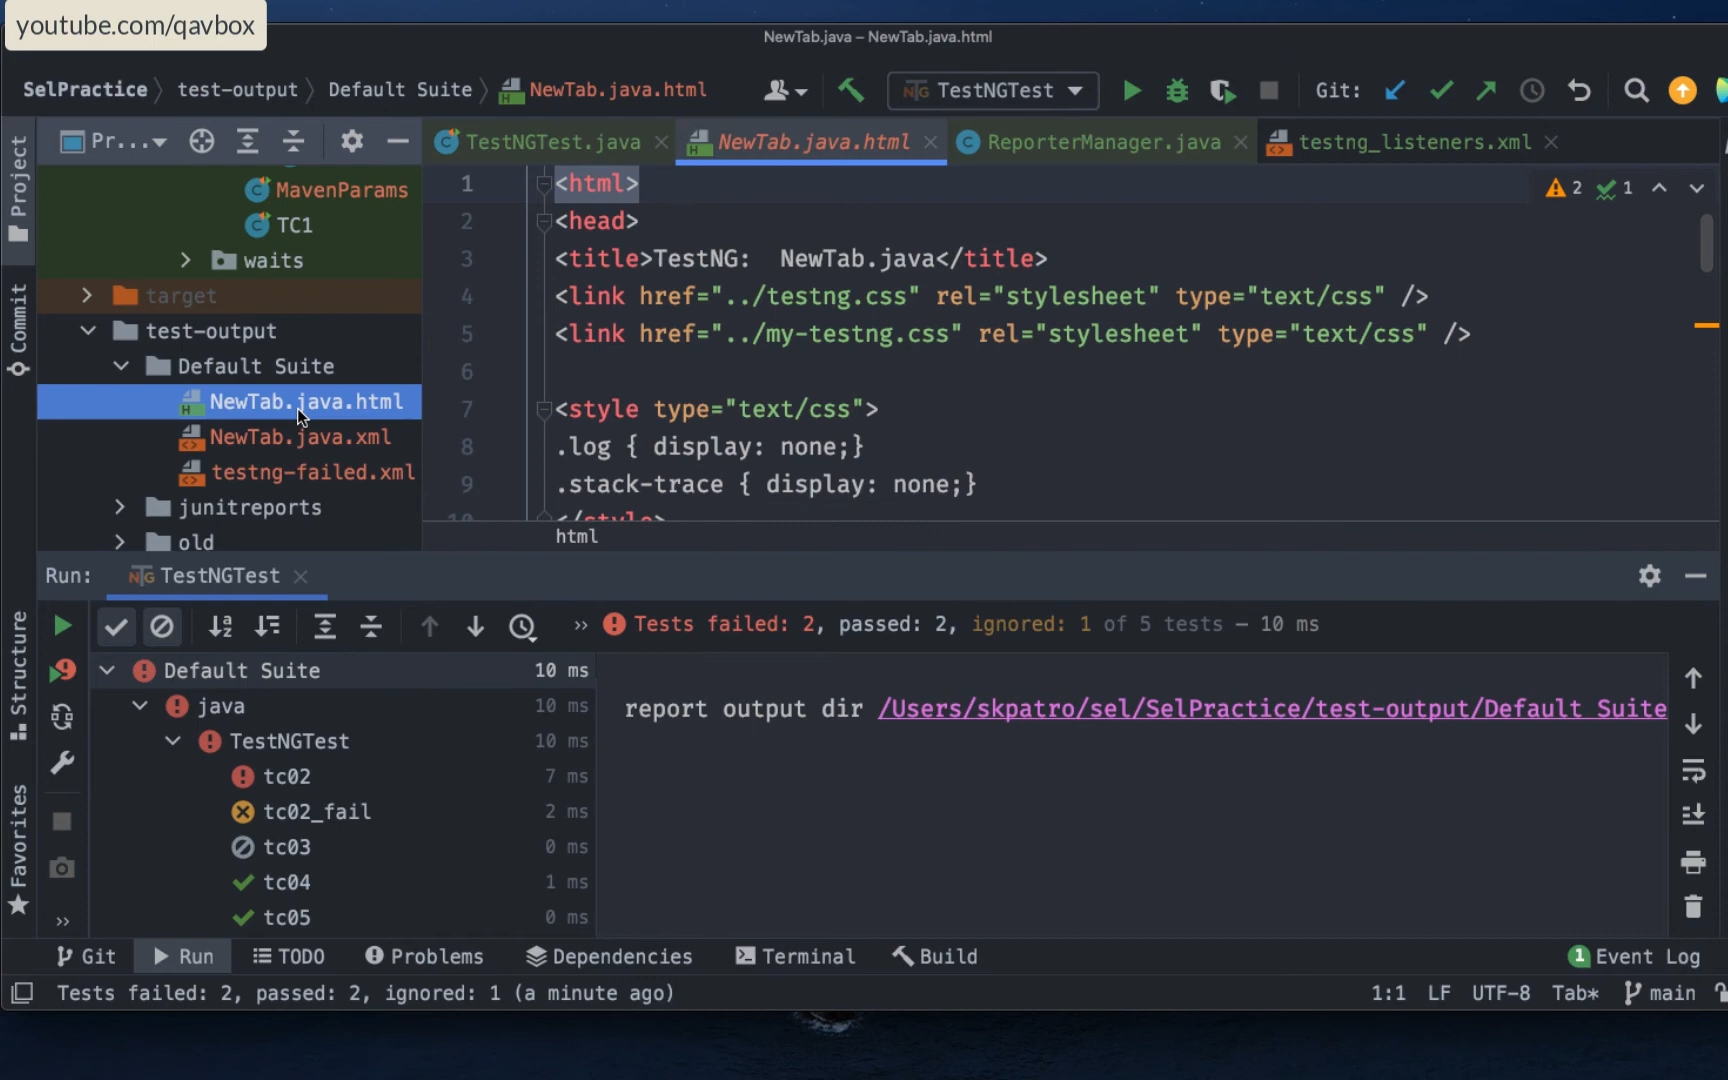 youtube.com/qavbox
NewTab.java – NewTab.java.html
SelPractice test-output Default Suite NewTab.java.html TestNGTest Git:
Project Pr... TestNGTest.java NewTab.java.html ReporterManager.java testng_listeners.xml
MavenParams
TC1
waits
target
test-output
Default Suite
NewTab.java.html
NewTab.java.xml
testng-failed.xml
junitreports
old
Commit
1 <html>
2 <head>
3 <title>TestNG:  NewTab.java</title>
4 <link href="../testng.css" rel="stylesheet" type="text/css" />
5 <link href="../my-testng.css" rel="stylesheet" type="text/css" />
6
7 <style type="text/css">
8 .log { display: none;}
9 .stack-trace { display: none;}
10 </style>
2 1
html
Run: TestNGTest
Tests failed: 2, passed: 2, ignored: 1 of 5 tests – 10 ms
Default Suite 10 ms
java 10 ms
TestNGTest 10 ms
tc02 7 ms
tc02_fail 2 ms
tc03 0 ms
tc04 1 ms
tc05 0 ms
report output dir /Users/skpatro/sel/SelPractice/test-output/Default Suite
Structure
Favorites
Git Run TODO Problems Dependencies Terminal Build 1 Event Log
Tests failed: 2, passed: 2, ignored: 1 (a minute ago) 1:1 LF UTF-8 Tab* main